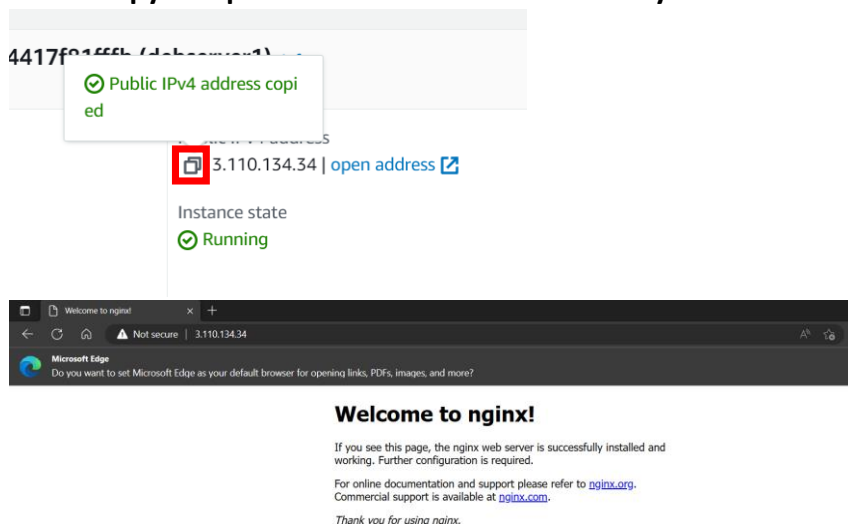 4417f81fffb (debserver1)
Public IPv4 address copi
ed
3.110.134.34 | open address
Instance state
Running
Welcome to nginx!
Not secure | 3.110.134.34
Microsoft Edge
Do you want to set Microsoft Edge as your default browser for opening links, PDFs, images, and more?
Welcome to nginx!
If you see this page, the nginx web server is successfully installed and
working. Further configuration is required.
For online documentation and support please refer to nginx.org.
Commercial support is available at nginx.com.
Thank you for using nginx.